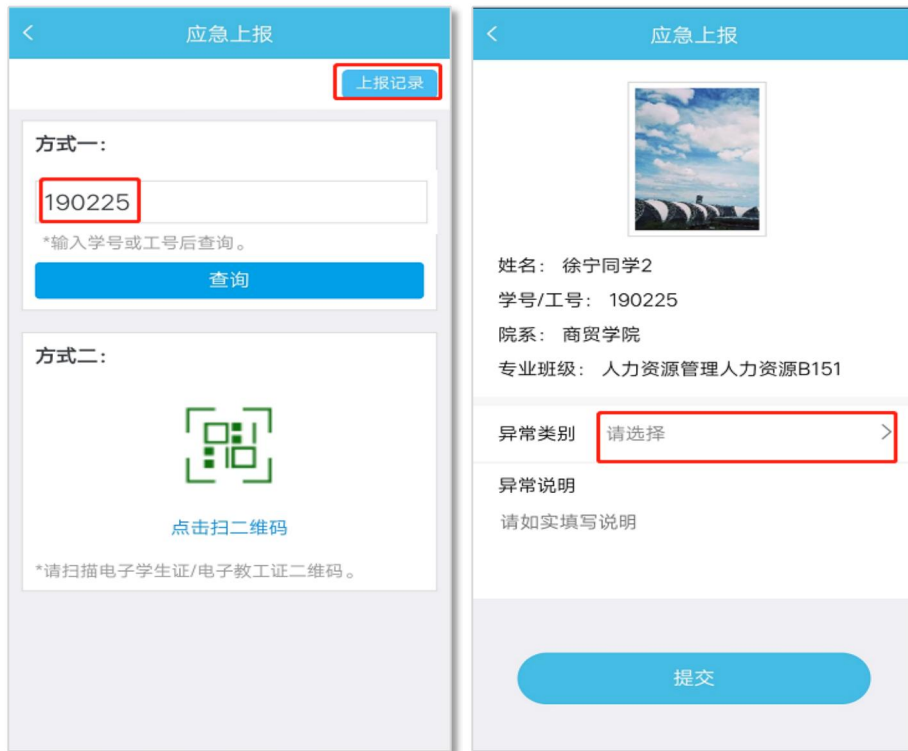 应急上报
上报记录
方式一：
190225
*输入学号或工号后查询。
查询
方式二：
点击扫二维码
*请扫描电子学生证/电子教工证二维码。
应急上报
姓名： 徐宁同学2
学号/工号： 190225
院系： 商贸学院
专业班级： 人力资源管理人力资源B151
异常类别 请选择
异常说明
请如实填写说明
提交